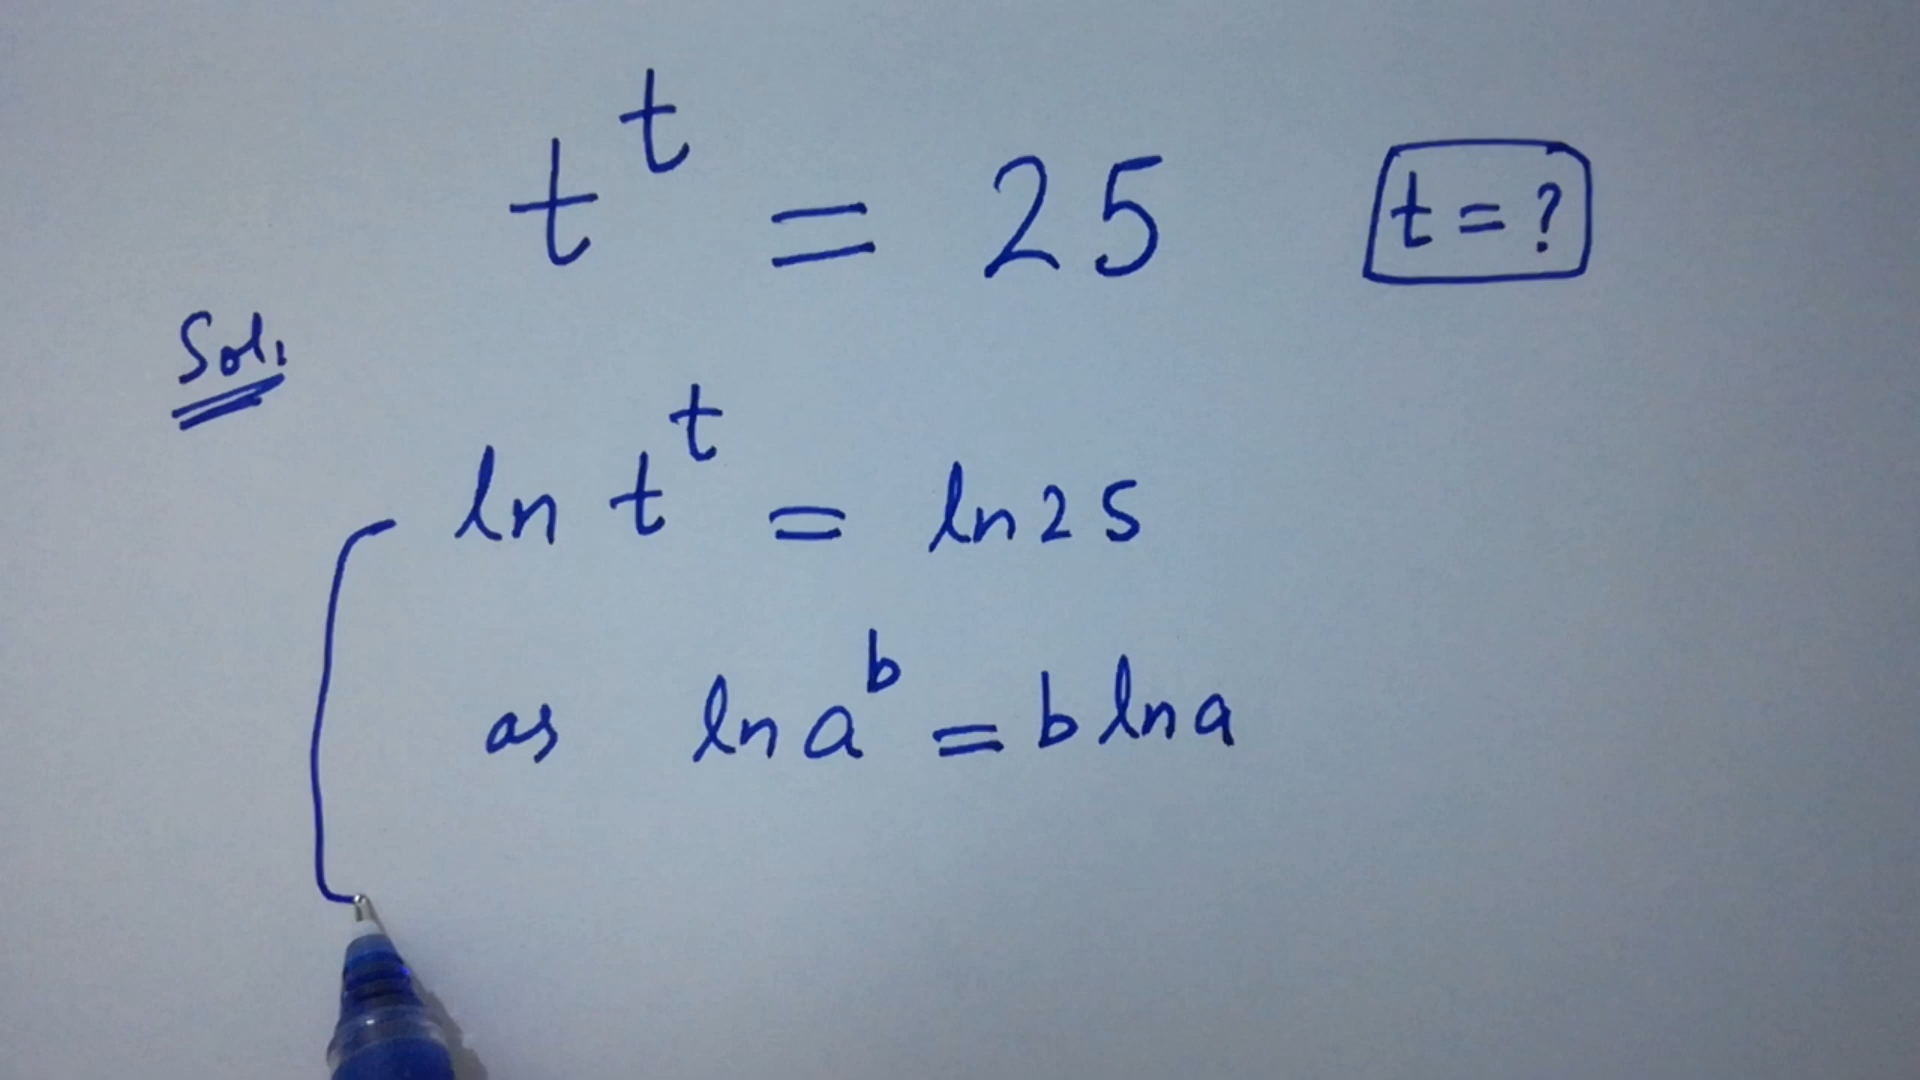 t^t = 25 t = ?
Sol.
ln t^t = ln 25
as ln a^b = b ln a